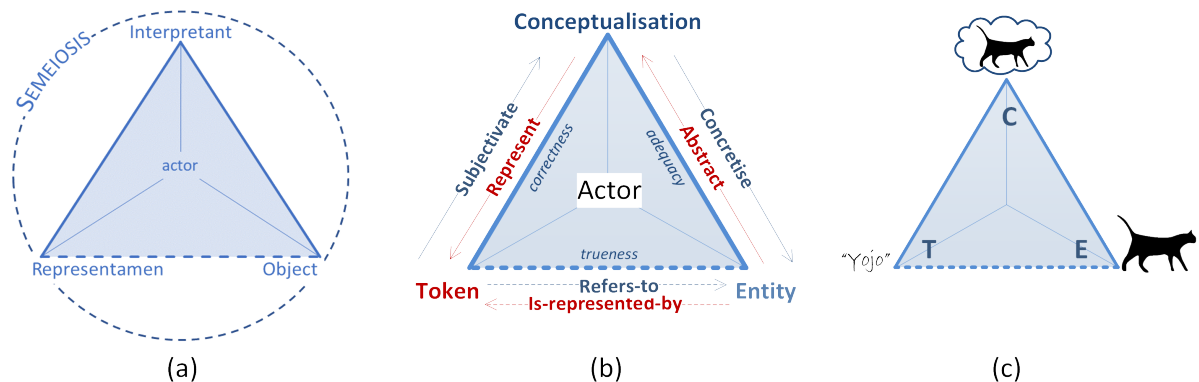 SEMEIOSIS
Interpretant
actor
Representamen
Object
(a)
Conceptualisation
Subjectivate
Represent
correctness
adequacy
Abstract
Concretise
Actor
trueness
Token
Refers-to
Entity
Is-represented-by
(b)
C
"Yojo"
T
E
(c)